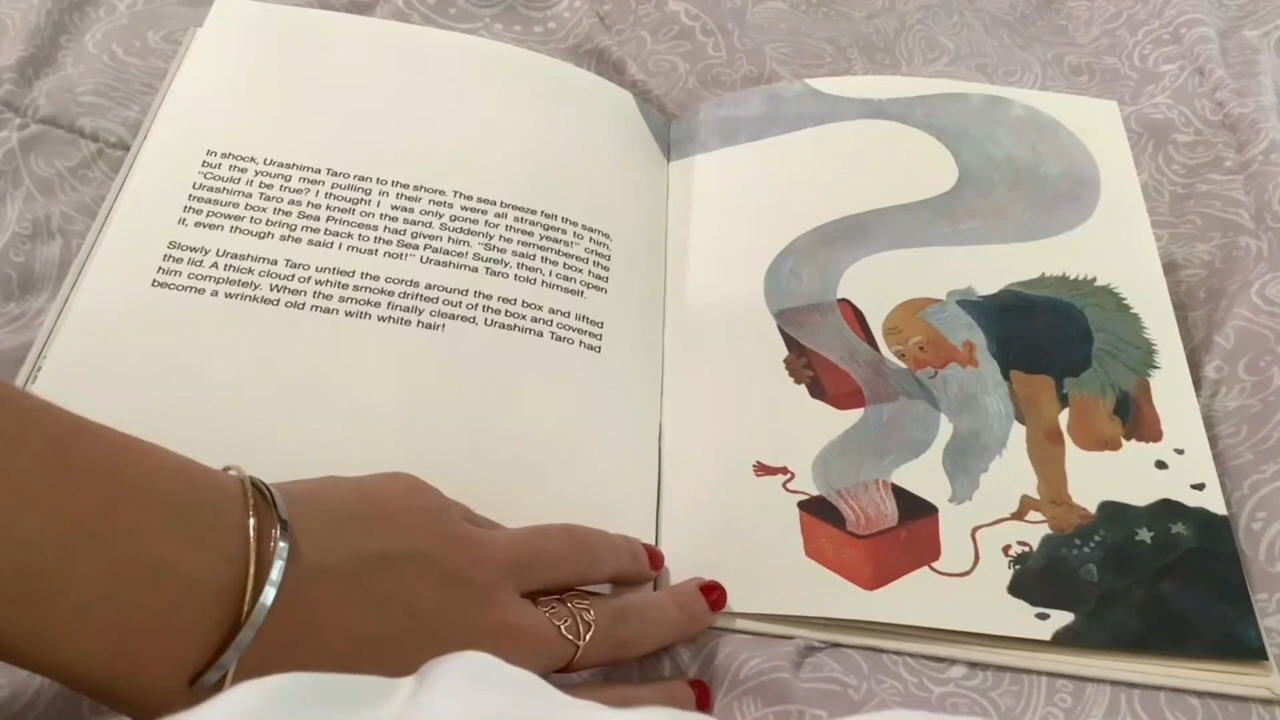 In shock, Urashima Taro ran to the shore. The sea breeze felt the same,
but the young men pulling in their nets were all strangers to him.
"Could it be true? I thought I was only gone for three years!" cried
Urashima Taro as he knelt on the sand. Suddenly he remembered the
treasure box the Sea Princess had given him. "She said the box had
the power to bring me back to the Sea Palace! Surely, then, I can open
it, even though she said I must not!" Urashima Taro told himself.
Slowly Urashima Taro untied the cords around the red box and lifted
the lid. A thick cloud of white smoke drifted out of the box and covered
him completely. When the smoke finally cleared, Urashima Taro had
become a wrinkled old man with white hair!